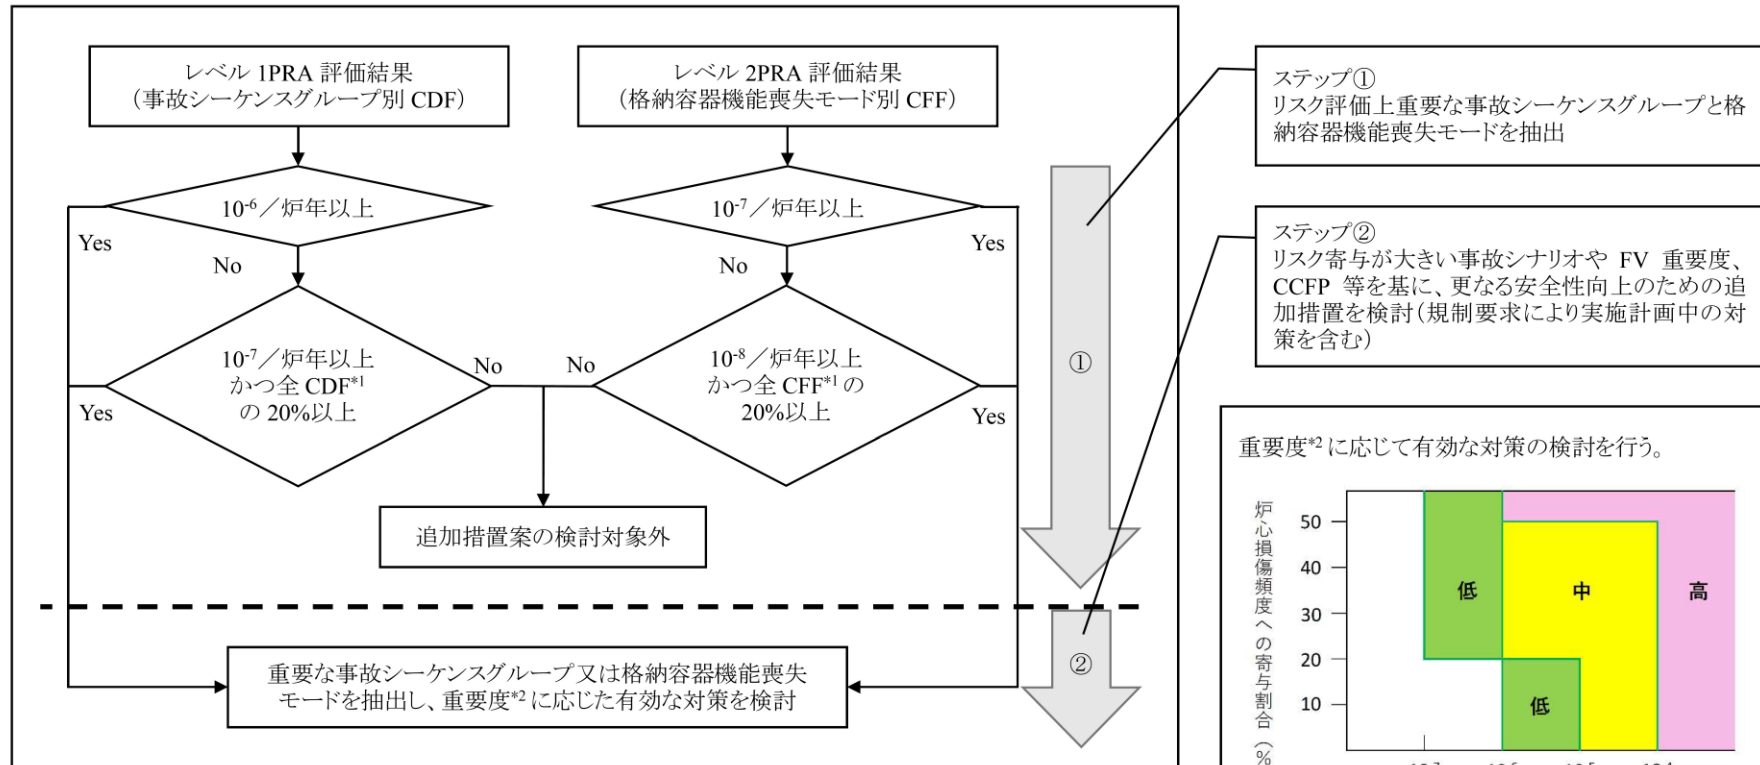 レベル 1PRA 評価結果
（事故シーケンスグループ別 CDF）
10-6／炉年以上
Yes
No
10-7／炉年以上
かつ全 CDF*1
の 20%以上
Yes
No
レベル 2PRA 評価結果
（格納容器機能喪失モード別 CFF）
10-7／炉年以上
Yes
No
10-8／炉年以上
かつ全 CFF*1 の
20%以上
No
Yes
追加措置案の検討対象外
重要な事故シーケンスグループ又は格納容器機能喪失
モードを抽出し、重要度*2 に応じた有効な対策を検討
①
②
ステップ①
リスク評価上重要な事故シーケンスグループと格
納容器機能喪失モードを抽出
ステップ②
リスク寄与が大きい事故シナリオや FV 重要度、
CCFP 等を基に、更なる安全性向上のための追
加措置を検討（規制要求により実施計画中の対
策を含む）
重要度*2 に応じて有効な対策の検討を行う。
炉心損傷頻度への寄与割合（%
50
40
30
20
10
低
中
高
低